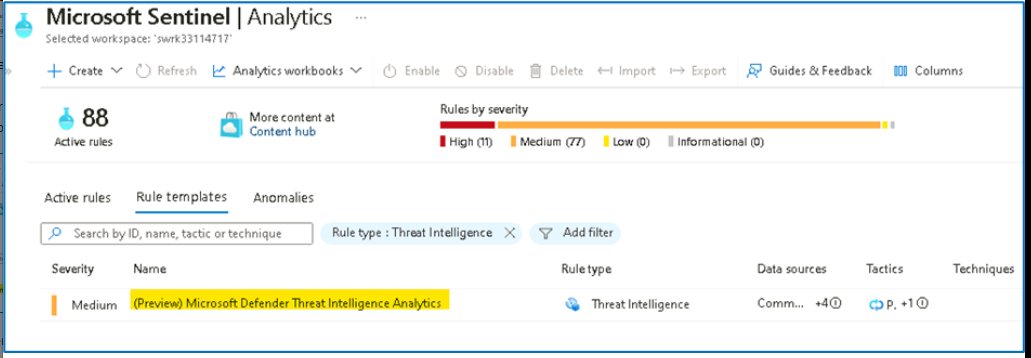 Microsoft Sentinel | Analytics ...
Selected workspace: 'swrk33114717'
» + Create Refresh Analytics workbooks Enable Disable Delete Import Export Guides & Feedback Columns
88
Active rules
More content at
Content hub
Rules by severity
High (11) Medium (77) Low (0) Informational (0)
Active rules Rule templates Anomalies
Search by ID, name, tactic or technique Rule type : Threat Intelligence × Add filter
Severity Name Rule type Data sources Tactics Techniques
Medium (Preview) Microsoft Defender Threat Intelligence Analytics Threat Intelligence Comm... +4 P. +1